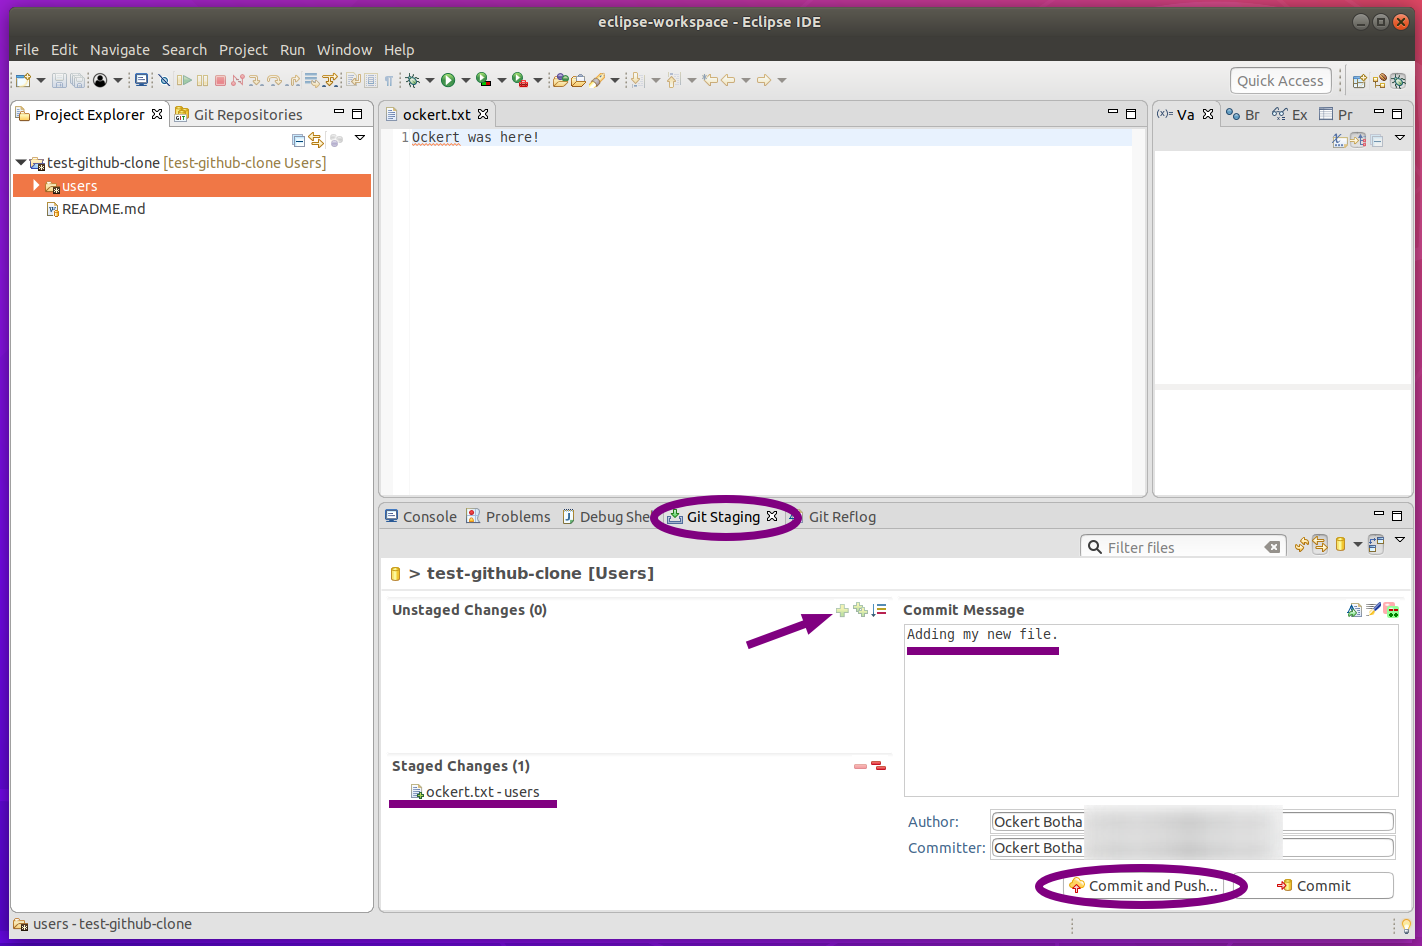 eclipse-workspace - Eclipse IDE
File Edit Navigate Search Project Run Window Help
Quick Access
Project Explorer
Git Repositories
test-github-clone [test-github-clone Users]
users
README.md
ockert.txt
1 Ockert was here!
(x)= Va
Br
Ex
Pr
Console
Problems
Debug She
Git Staging
Git Reflog
Filter files
> test-github-clone [Users]
Unstaged Changes (0)
Staged Changes (1)
ockert.txt - users
Commit Message
Adding my new file.
Author: Ockert Botha
Committer: Ockert Botha
Commit and Push...
Commit
users - test-github-clone